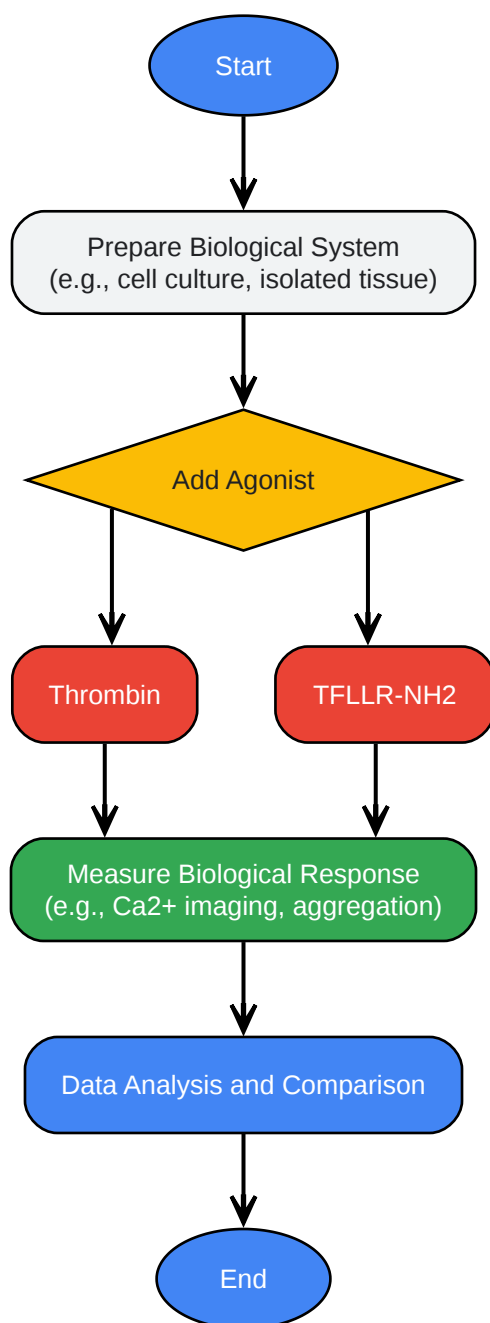 Start
Prepare Biological System
(e.g., cell culture, isolated tissue)
Add Agonist
Thrombin
TFLLR-NH2
Measure Biological Response
(e.g., Ca2+ imaging, aggregation)
Data Analysis and Comparison
End